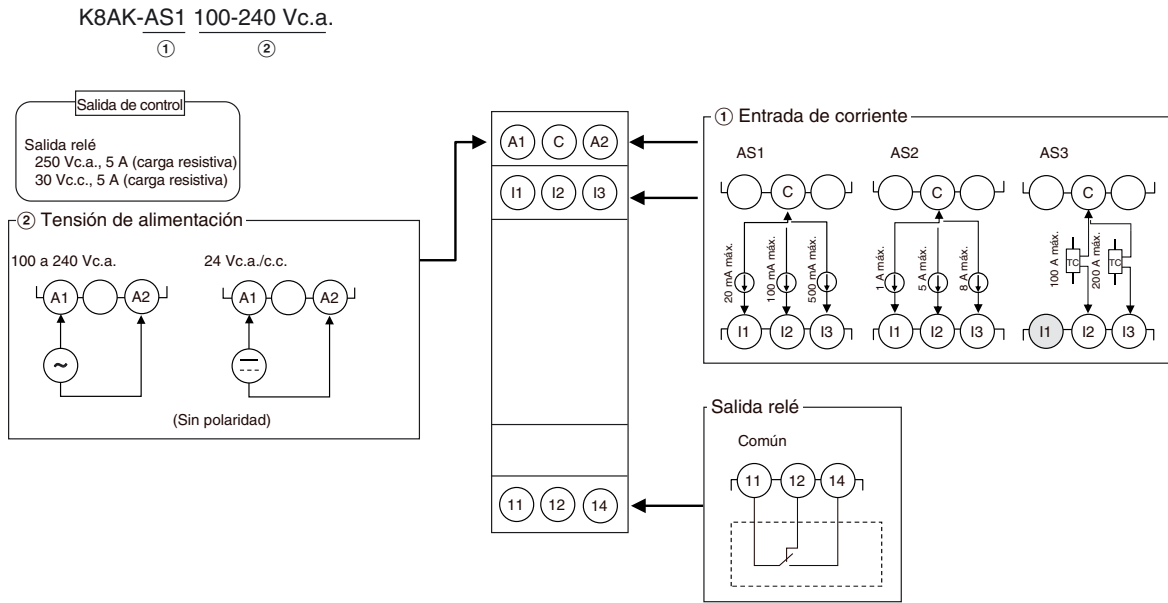 K8AK-AS1 100-240 Vc.a.
① ②
Salida de control
Salida relé
250 Vc.a., 5 A (carga resistiva)
30 Vc.c., 5 A (carga resistiva)
② Tensión de alimentación
100 a 240 Vc.a.
24 Vc.a./c.c.
A1 A2
A1 A2
~
(Sin polaridad)
A1 C A2
I1 I2 I3
11 12 14
① Entrada de corriente
AS1
C
20 mA máx.
100 mA máx.
500 mA máx.
I1 I2 I3
AS2
C
1 A máx.
5 A máx.
8 A máx.
I1 I2 I3
AS3
C
100 A máx.
TC
200 A máx.
TC
I1 I2 I3
Salida relé
Común
11 12 14